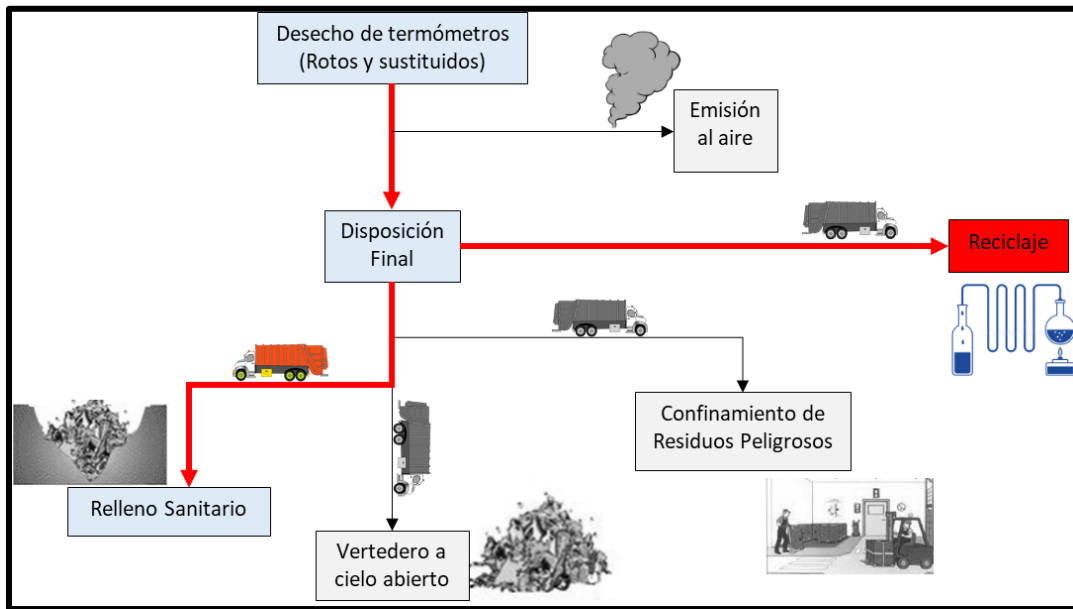 Desecho de termómetros
(Rotos y sustituidos)
Emisión
al aire
Disposición
Final
Reciclaje
Confinamiento de
Residuos Peligrosos
Relleno Sanitario
Vertedero a
cielo abierto